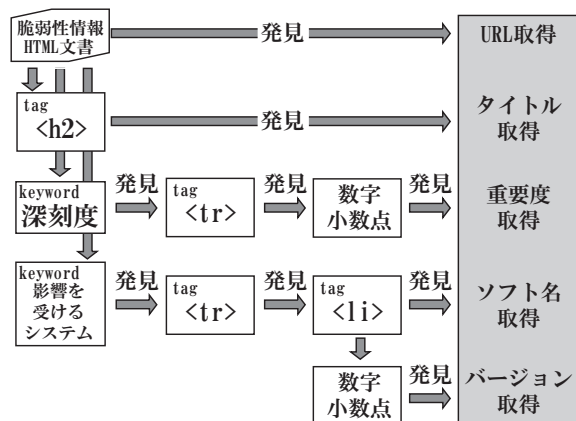 脆弱性情報
HTML文書
発見
URL取得
tag
<h2>
発見
タイトル
取得
keyword
深刻度
発見
tag
<tr>
発見
数字
小数点
発見
重要度
取得
keyword
影響を
受ける
システム
発見
tag
<tr>
発見
tag
<li>
発見
ソフト名
取得
数字
小数点
発見
バージョン
取得